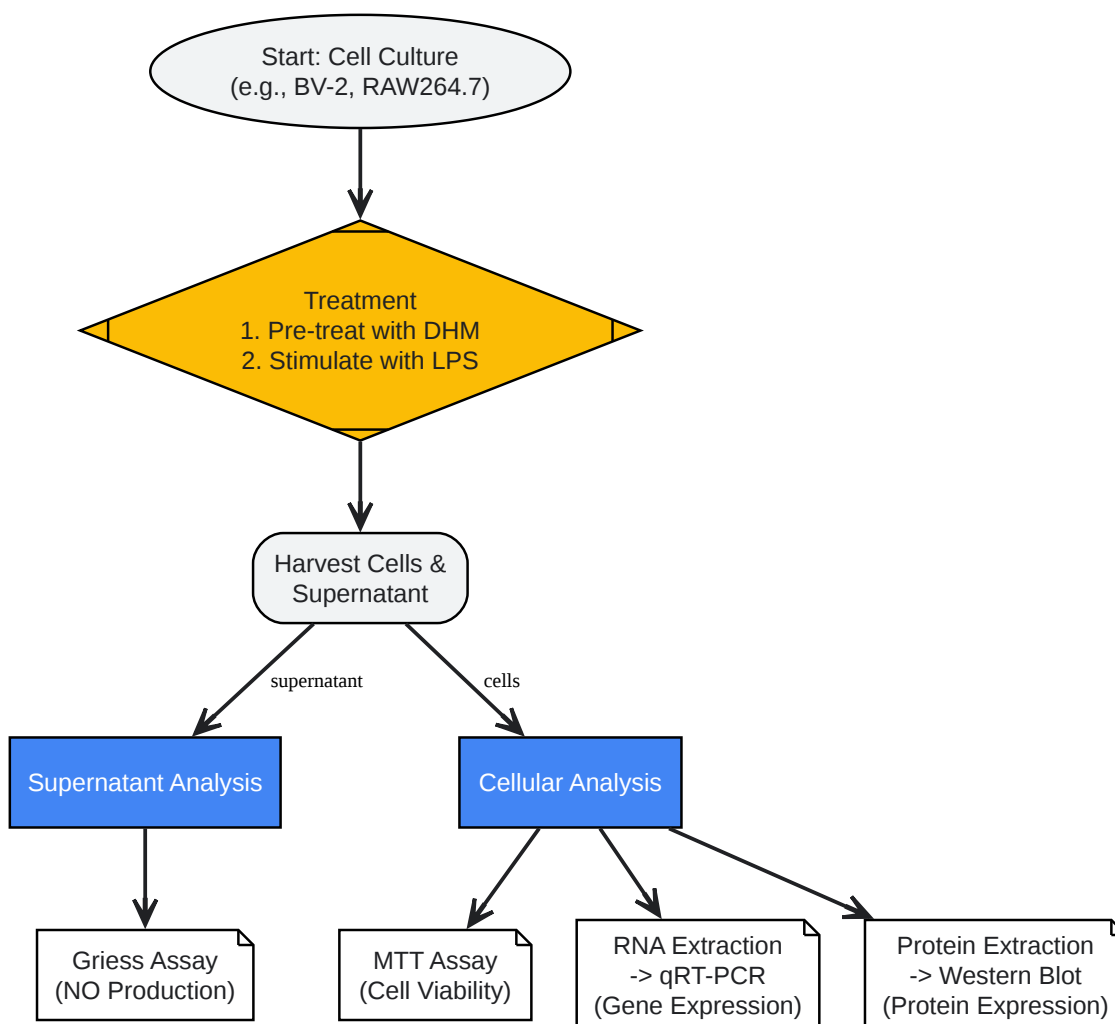 Start: Cell Culture
(e.g., BV-2, RAW264.7)
Treatment
1. Pre-treat with DHM
2. Stimulate with LPS
Harvest Cells &
Supernatant
supernatant
cells
Supernatant Analysis
Cellular Analysis
Griess Assay
(NO Production)
MTT Assay
(Cell Viability)
RNA Extraction
-> qRT-PCR
(Gene Expression)
Protein Extraction
-> Western Blot
(Protein Expression)